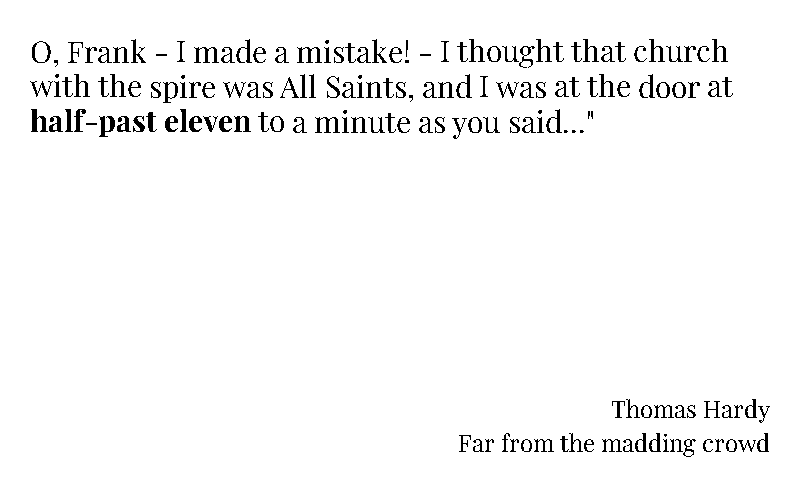 O, Frank - I made a mistake! - I thought that church
with the spire was All Saints, and I was at the door at
half-past eleven to a minute as you said..."
Thomas Hardy
Far from the madding crowd